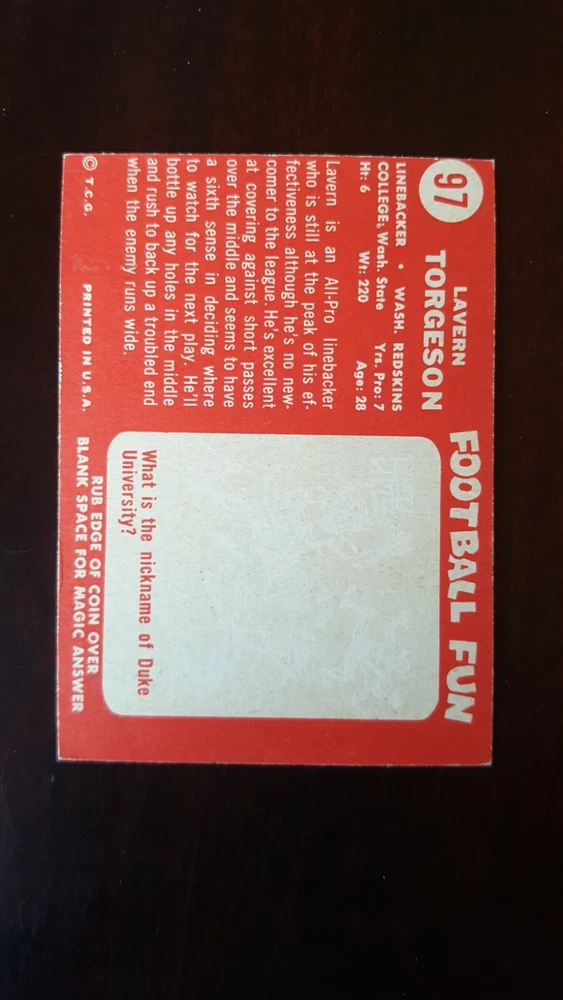 97
LAVERN
TORGESON
LINEBACKER • WASH. REDSKINS
COLLEGE: Wash. State Yrs. Pro: 7
Ht: 6 Wt: 220 Age: 28
Lavern is an All-Pro linebacker
who is still at the peak of his ef-
fectiveness although he's no new-
comer to the league. He's excellent
at covering against short passes
over the middle and seems to have
a sixth sense in deciding where
to watch for the next play. He'll
bottle up any holes in the middle
and rush to back up a troubled end
when the enemy runs wide.
© T.C.G. PRINTED IN U.S.A.
FOOTBALL FUN
What is the nickname of Duke
University?
RUB EDGE OF COIN OVER
BLANK SPACE FOR MAGIC ANSWER